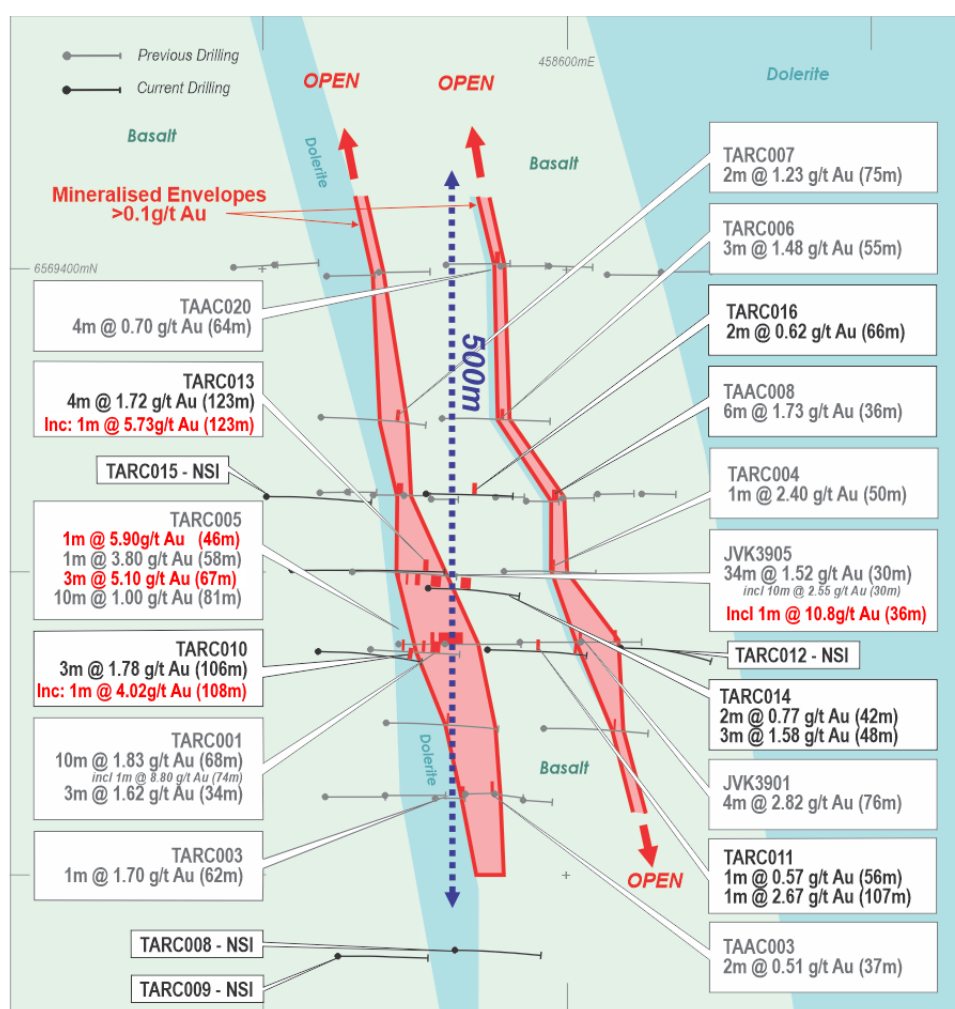 Previous Drilling
Current Drilling
OPEN
OPEN
458600mE
Dolerite
Basalt
Dolerite
Basalt
Mineralised Envelopes
>0.1g/t Au
6569400mN
500m
TARC007
2m @ 1.23 g/t Au (75m)
TARC006
3m @ 1.48 g/t Au (55m)
TAAC020
4m @ 0.70 g/t Au (64m)
TARC016
2m @ 0.62 g/t Au (66m)
TARC013
4m @ 1.72 g/t Au (123m)
Inc: 1m @ 5.73g/t Au (123m)
TAAC008
6m @ 1.73 g/t Au (36m)
TARC015 - NSI
TARC004
1m @ 2.40 g/t Au (50m)
TARC005
1m @ 5.90g/t Au (46m)
1m @ 3.80 g/t Au (58m)
3m @ 5.10 g/t Au (67m)
10m @ 1.00 g/t Au (81m)
JVK3905
34m @ 1.52 g/t Au (30m)
incl 10m @ 2.55 g/t Au (30m)
Incl 1m @ 10.8g/t Au (36m)
TARC010
3m @ 1.78 g/t Au (106m)
Inc: 1m @ 4.02g/t Au (108m)
TARC012 - NSI
TARC014
2m @ 0.77 g/t Au (42m)
3m @ 1.58 g/t Au (48m)
TARC001
10m @ 1.83 g/t Au (68m)
incl 1m @ 8.80 g/t Au (74m)
3m @ 1.62 g/t Au (34m)
Dolerite
Basalt
JVK3901
4m @ 2.82 g/t Au (76m)
TARC003
1m @ 1.70 g/t Au (62m)
TARC011
1m @ 0.57 g/t Au (56m)
1m @ 2.67 g/t Au (107m)
OPEN
TARC008 - NSI
TAAC003
2m @ 0.51 g/t Au (37m)
TARC009 - NSI